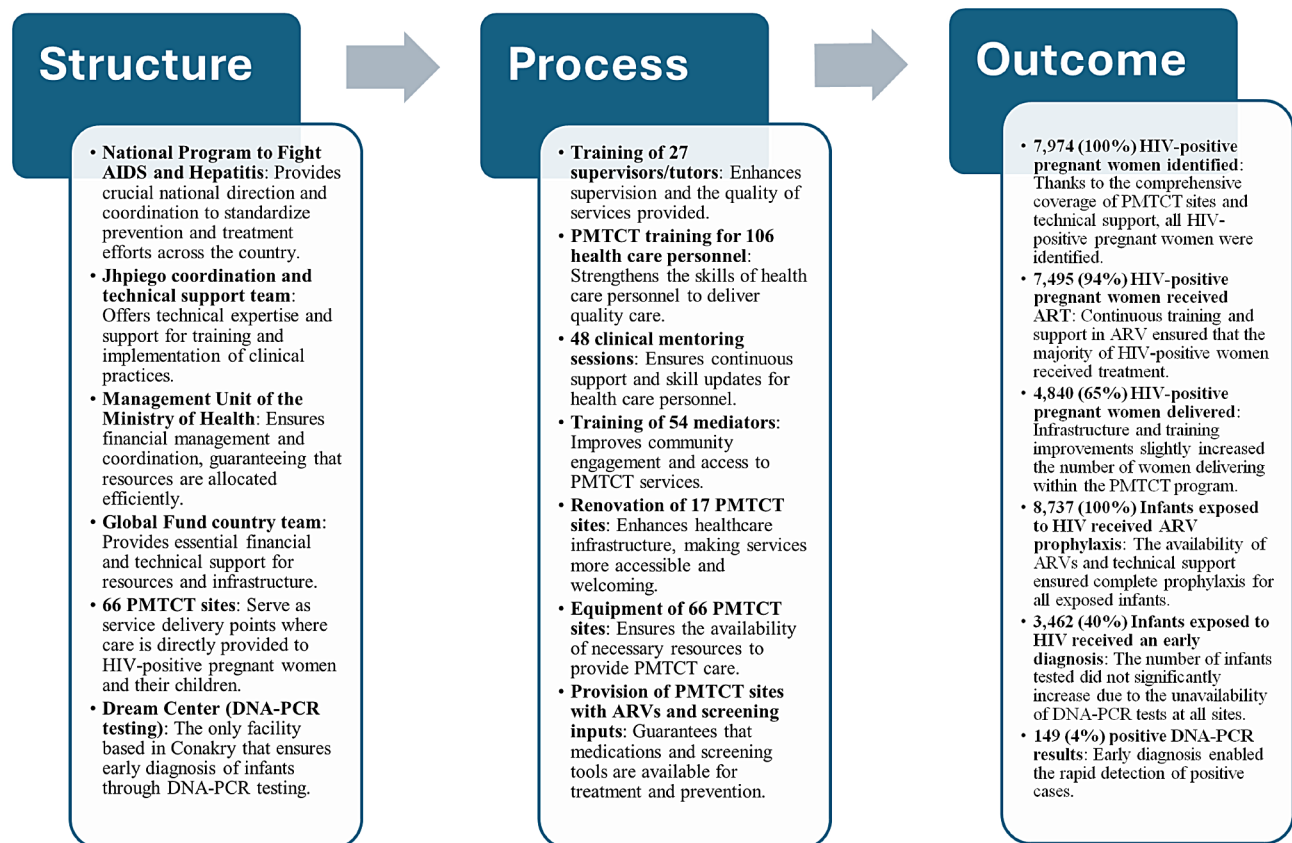 Structure
• National Program to Fight
AIDS and Hepatitis: Provides
crucial national direction and
coordination to standardize
prevention and treatment
efforts across the country.
• Jhpiego coordination and
technical support team:
Offers technical expertise and
support for training and
implementation of clinical
practices.
• Management Unit of the
Ministry of Health: Ensures
financial management and
coordination, guaranteeing that
resources are allocated
efficiently.
• Global Fund country team:
Provides essential financial
and technical support for
resources and infrastructure.
• 66 PMTCT sites: Serve as
service delivery points where
care is directly provided to
HIV-positive pregnant women
and their children.
• Dream Center (DNA-PCR
testing): The only facility
based in Conakry that ensures
early diagnosis of infants
through DNA-PCR testing.
Process
• Training of 27
supervisors/tutors: Enhances
supervision and the quality of
services provided.
• PMTCT training for 106
health care personnel:
Strengthens the skills of health
care personnel to deliver
quality care.
• 48 clinical mentoring
sessions: Ensures continuous
support and skill updates for
health care personnel.
• Training of 54 mediators:
Improves community
engagement and access to
PMTCT services.
• Renovation of 17 PMTCT
sites: Enhances healthcare
infrastructure, making services
more accessible and
welcoming.
• Equipment of 66 PMTCT
sites: Ensures the availability
of necessary resources to
provide PMTCT care.
• Provision of PMTCT sites
with ARVs and screening
inputs: Guarantees that
medications and screening
tools are available for
treatment and prevention.
Outcome
• 7,974 (100%) HIV-positive
pregnant women identified:
Thanks to the comprehensive
coverage of PMTCT sites and
technical support, all HIV-
positive pregnant women were
identified.
• 7,495 (94%) HIV-positive
pregnant women received
ART: Continuous training and
support in ARV ensured that the
majority of HIV-positive women
received treatment.
• 4,840 (65%) HIV-positive
pregnant women delivered:
Infrastructure and training
improvements slightly increased
the number of women delivering
within the PMTCT program.
• 8,737 (100%) Infants exposed
to HIV received ARV
prophylaxis: The availability of
ARVs and technical support
ensured complete prophylaxis for
all exposed infants.
• 3,462 (40%) Infants exposed to
HIV received an early
diagnosis: The number of infants
tested did not significantly
increase due to the unavailability
of DNA-PCR tests at all sites.
• 149 (4%) positive DNA-PCR
results: Early diagnosis enabled
the rapid detection of positive
cases.